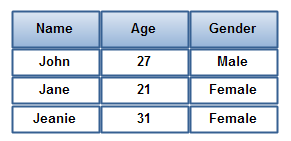 Name Age Gender
John 27 Male
Jane 21 Female
Jeanie 31 Female